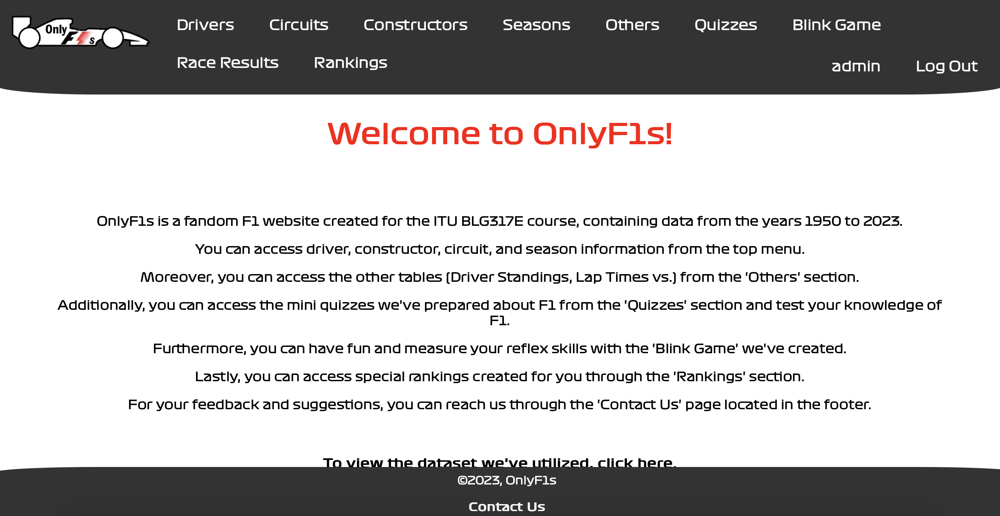 Only
F1s
Drivers Circuits Constructors Seasons Others Quizzes Blink Game
Race Results Rankings
admin Log Out
Welcome to OnlyF1s!
OnlyF1s is a fandom F1 website created for the ITU BLG317E course, containing data from the years 1950 to 2023.
You can access driver, constructor, circuit, and season information from the top menu.
Moreover, you can access the other tables (Driver Standings, Lap Times vs.) from the 'Others' section.
Additionally, you can access the mini quizzes we've prepared about F1 from the 'Quizzes' section and test your knowledge of
F1.
Furthermore, you can have fun and measure your reflex skills with the 'Blink Game' we've created.
Lastly, you can access special rankings created for you through the 'Rankings' section.
For your feedback and suggestions, you can reach us through the 'Contact Us' page located in the footer.
To view the dataset we've utilized, click here.
©2023, OnlyF1s
Contact Us